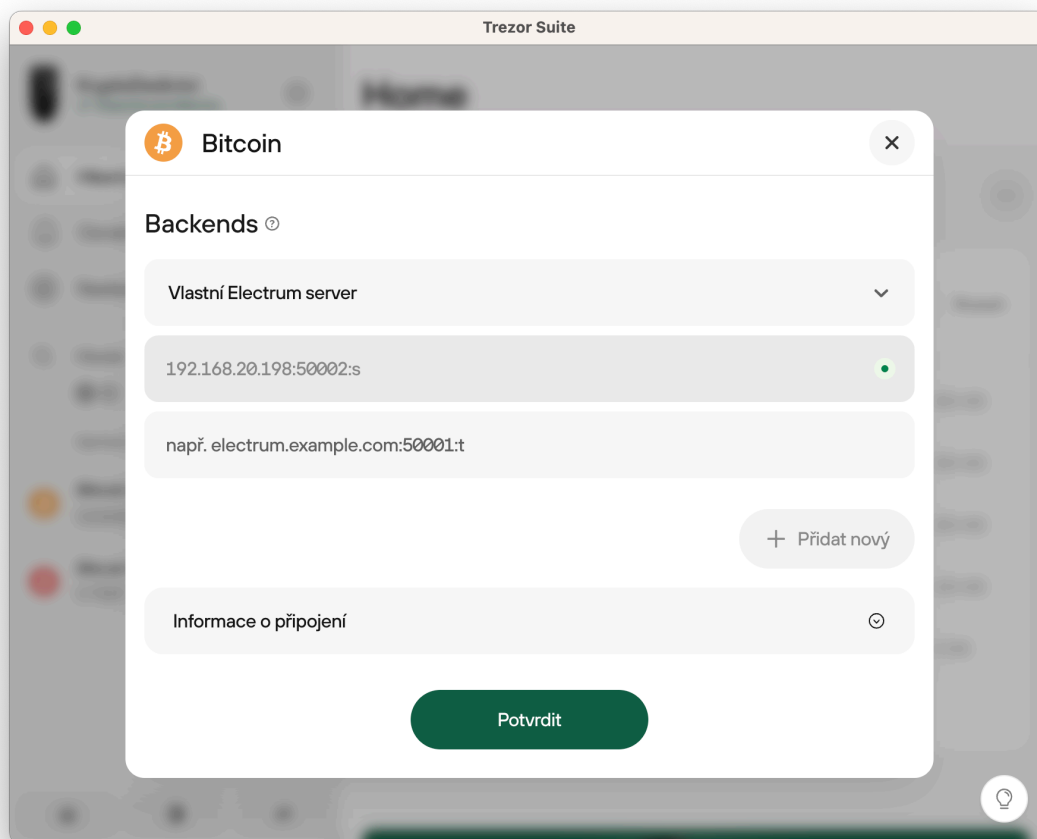 Trezor Suite
Home
Bitcoin
Backends
Vlastní Electrum server
192.168.20.198:50002:s
např. electrum.example.com:50001:t
Přidat nový
Informace o připojení
Potvrdit